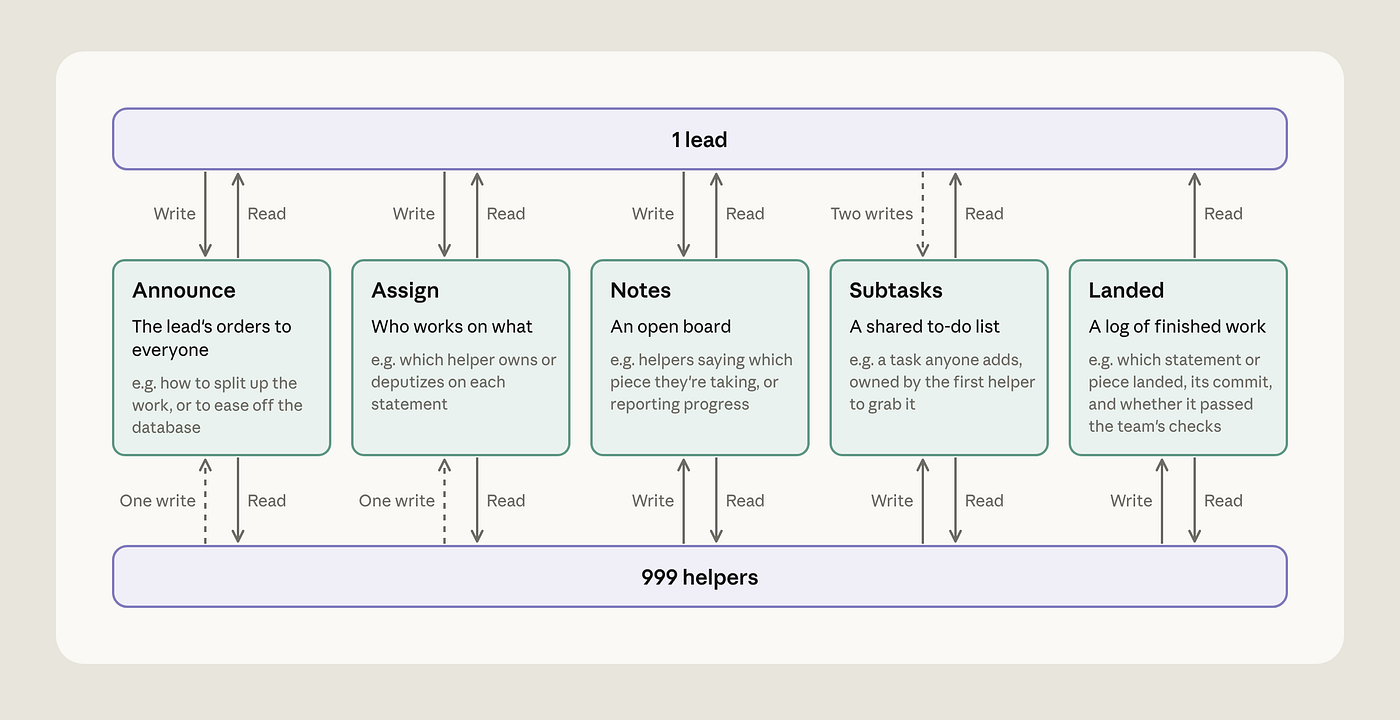 1 lead
Write
Read
Write
Read
Write
Read
Two writes
Read
Read
Announce
The lead's orders to
everyone
e.g. how to split up the
work, or to ease off the
database
Assign
Who works on what
e.g. which helper owns or
deputizes on each
statement
Notes
An open board
e.g. helpers saying which
piece they're taking, or
reporting progress
Subtasks
A shared to-do list
e.g. a task anyone adds,
owned by the first helper
to grab it
Landed
A log of finished work
e.g. which statement or
piece landed, its commit,
and whether it passed
the team's checks
One write
Read
One write
Read
Write
Read
Write
Read
Write
Read
999 helpers